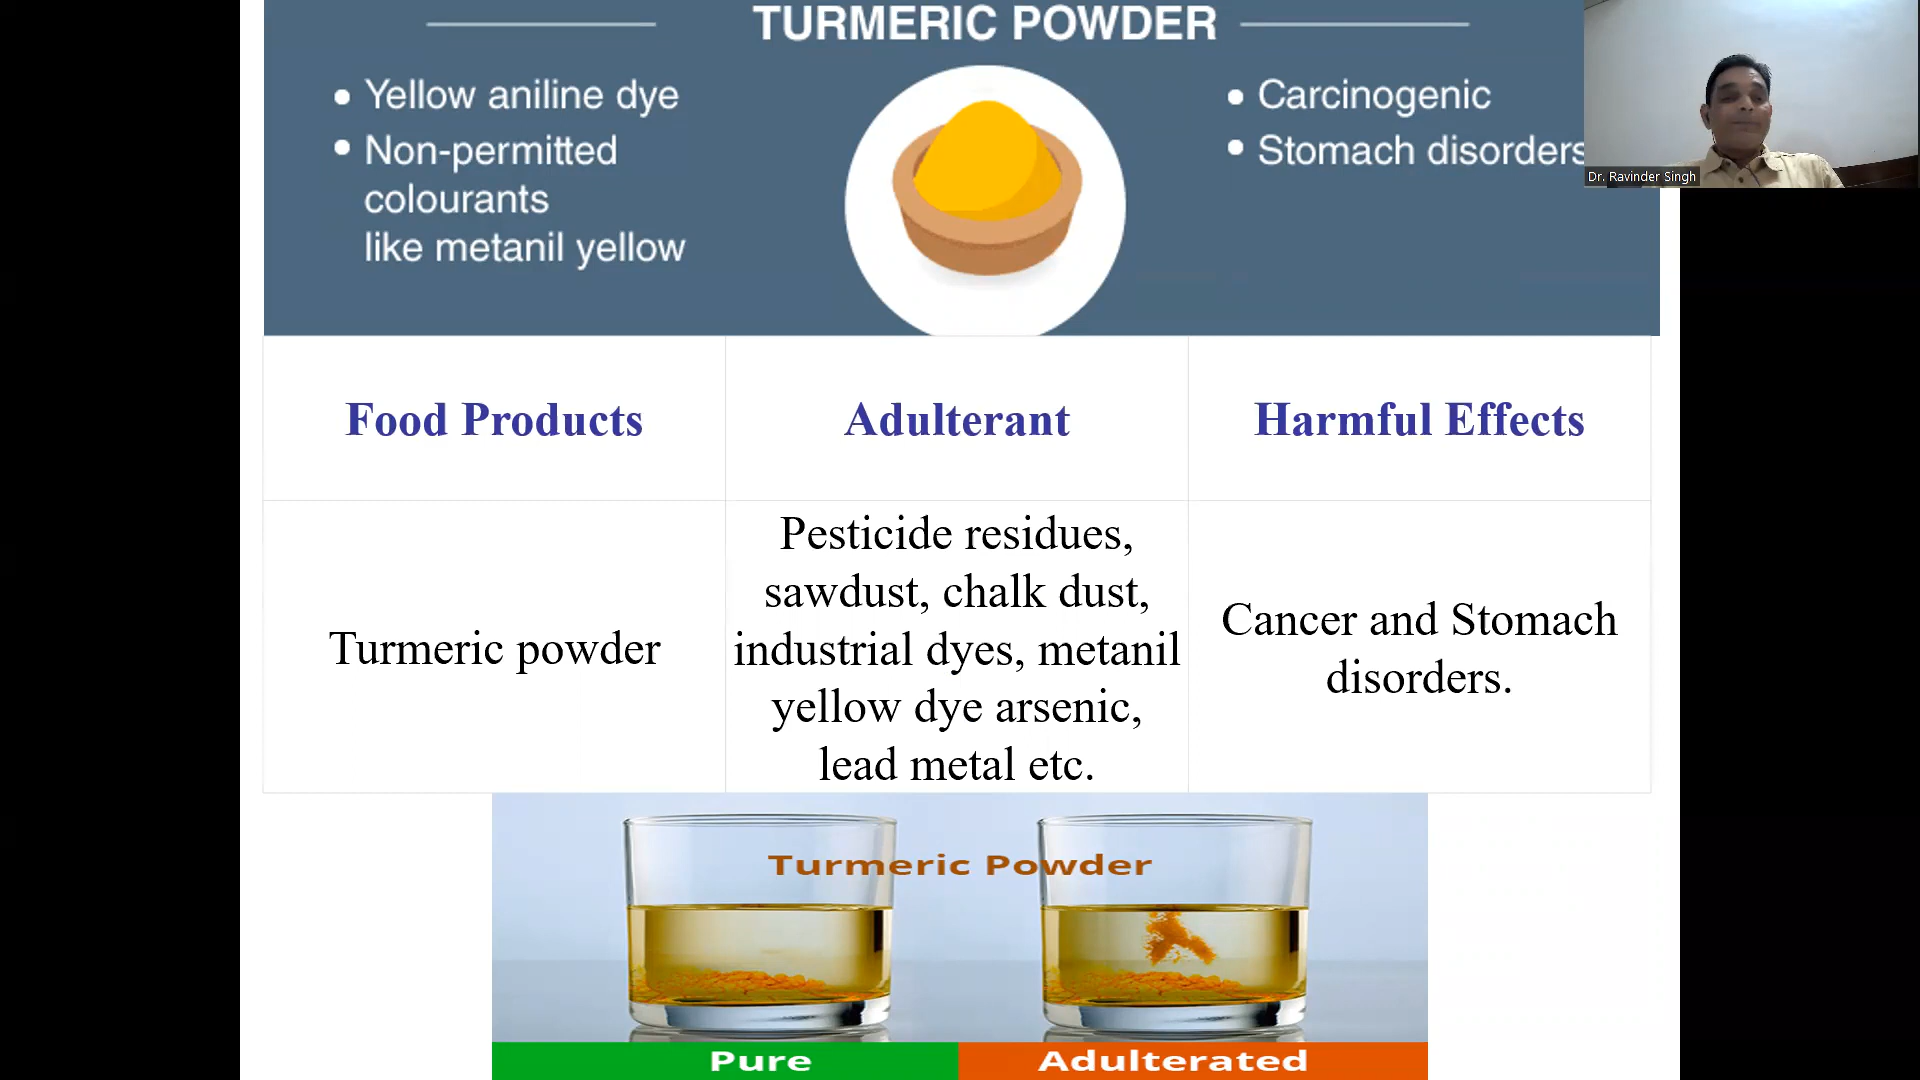 TURMERIC POWDER
• Yellow aniline dye
• Non-permitted
colourants
like metanil yellow
• Carcinogenic
• Stomach disorders
Dr. Ravinder Singh
Food Products
Adulterant
Harmful Effects
Turmeric powder
Pesticide residues,
sawdust, chalk dust,
industrial dyes, metanil
yellow dye arsenic,
lead metal etc.
Cancer and Stomach
disorders.
Turmeric Powder
Pure
Adulterated